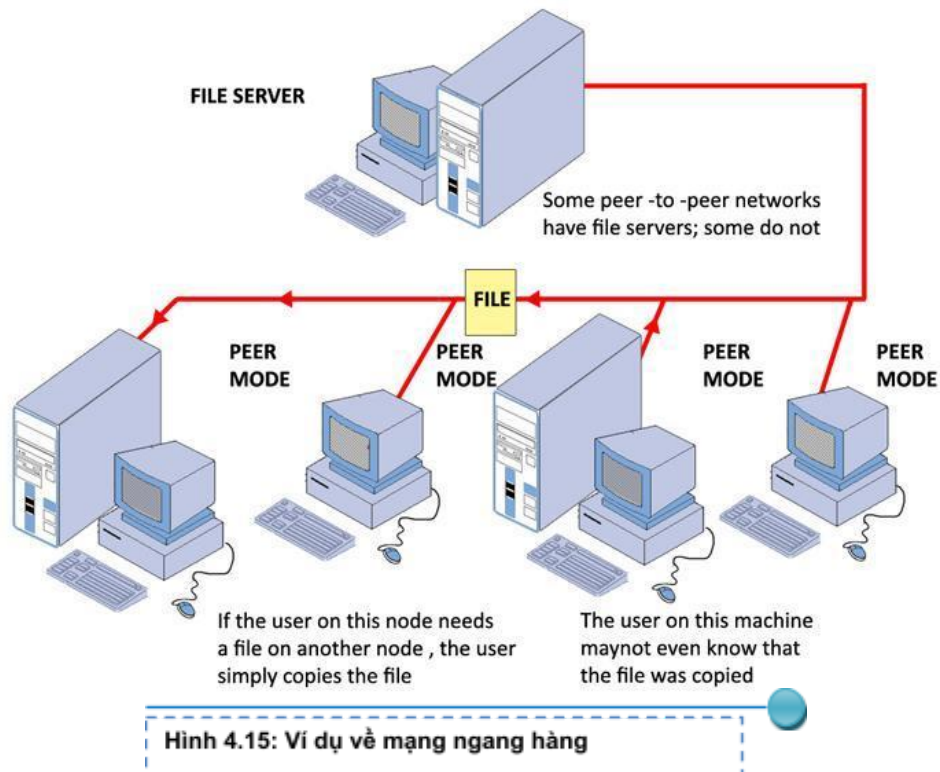 FILE SERVER
Some peer -to -peer networks
have file servers; some do not
FILE
PEER
MODE
PEER
MODE
PEER
MODE
PEER
MODE
If the user on this node needs
a file on another node , the user
simply copies the file
The user on this machine
maynot even know that
the file was copied
Hình 4.15: Ví dụ về mạng ngang hàng